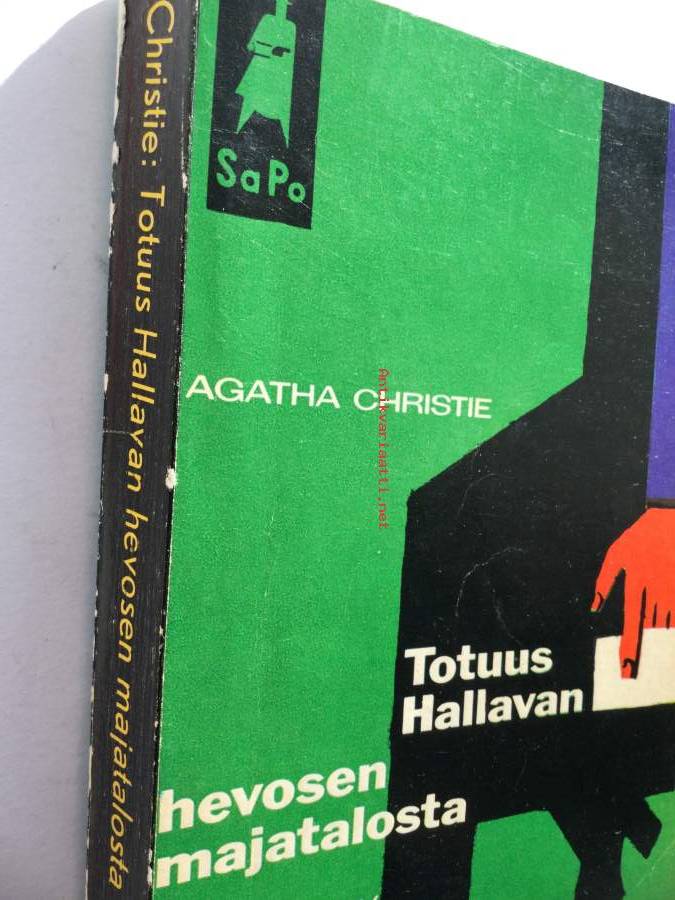 Christie: Totuus Hallavan hevosen majatalosta
SaPo
AGATHA CHRISTIE
Antikvariaatti.net
Totuus
Hallavan
hevosen
majatalosta